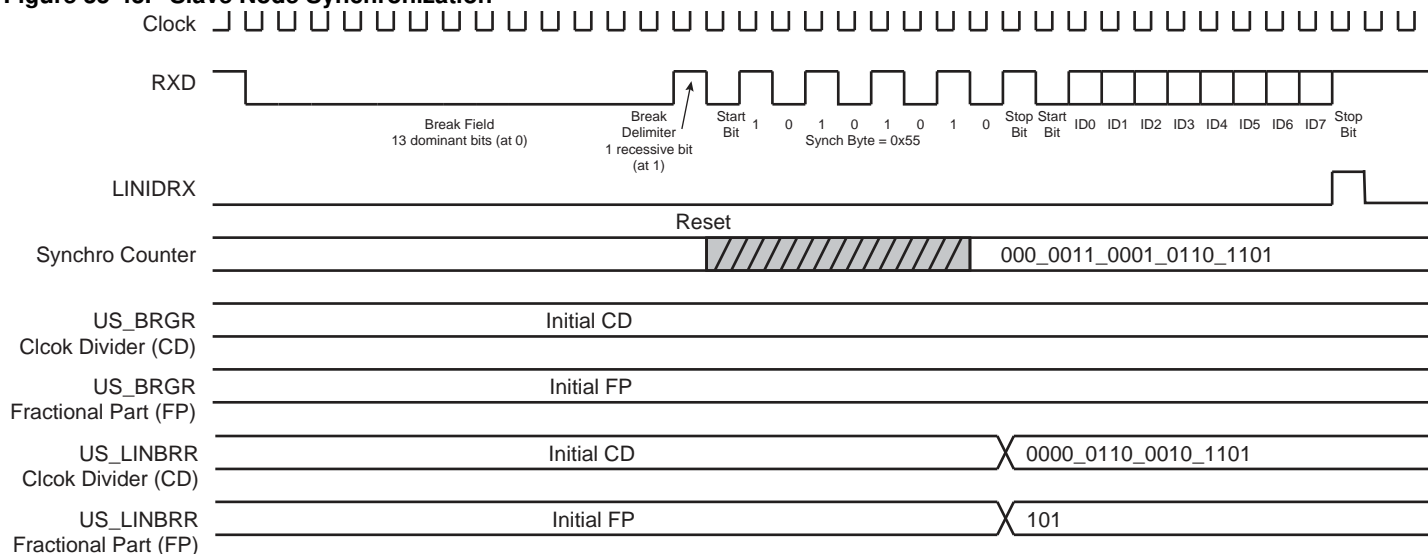 Figure 35-43. Slave Node Synchronization
Clock
RXD
Break Field
13 dominant bits (at 0)
Break
Delimiter
1 recessive bit
(at 1)
Start
Bit
1 0 1 0 1 0 1 0
Synch Byte = 0x55
Stop
Bit
Start
Bit
ID0 ID1 ID2 ID3 ID4 ID5 ID6 ID7
Stop
Bit
LINIDRX
Reset
Synchro Counter
000_0011_0001_0110_1101
US_BRGR
Clcok Divider (CD)
Initial CD
US_BRGR
Fractional Part (FP)
Initial FP
US_LINBRR
Clcok Divider (CD)
Initial CD
0000_0110_0010_1101
US_LINBRR
Fractional Part (FP)
Initial FP
101